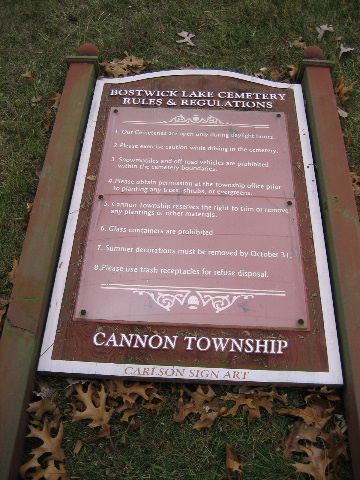 BOSTWICK LAKE CEMETERY
RULES & REGULATIONS
1. Our Cemeteries are open only during daylight hours.
2. Please exercise caution while driving in the cemetery.
3. Snowmobiles and off road vehicles are prohibited
within the cemetery boundaries.
4. Please obtain permission at the township office prior
to planting any trees, shrubs, or evergreens.
5. Cannon Township reserves the right to trim or remove
any plantings or other materials.
6. Glass containers are prohibited.
7. Summer decorations must be removed by October 31.
8. Please use trash receptacles for refuse disposal.
CANNON TOWNSHIP
CARLSON SIGN ART